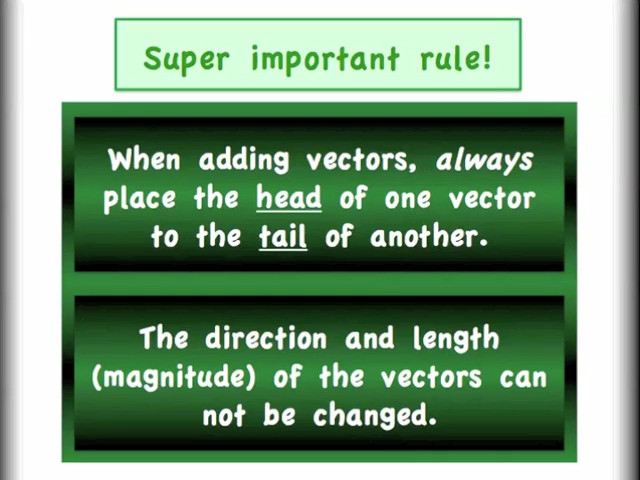 Super important rule!
When adding vectors, always
place the head of one vector
to the tail of another.
The direction and length
(magnitude) of the vectors can
not be changed.